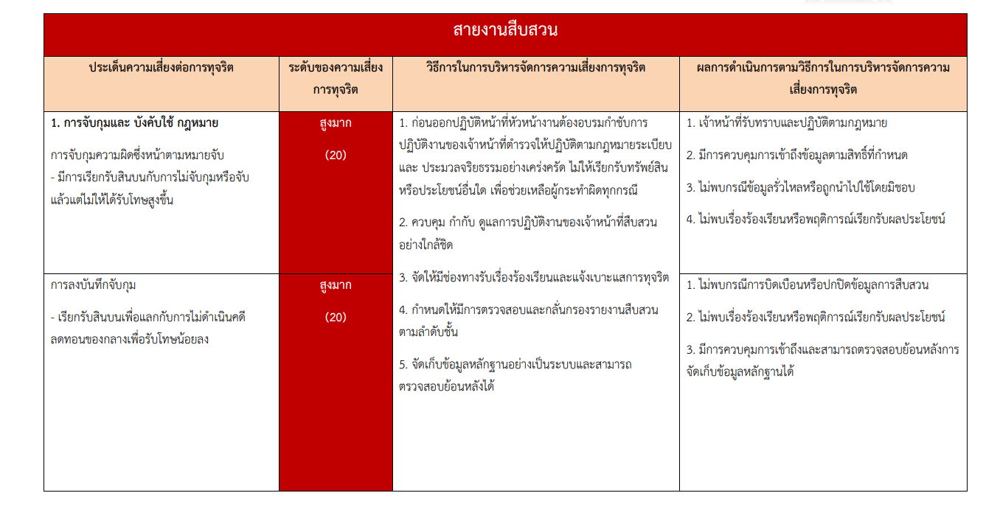 สายงานสืบสวน
ประเด็นความเสี่ยงต่อการทุจริต
ระดับของความเสี่ยง
การทุจริต
วิธีการในการบริหารจัดการความเสี่ยงการทุจริต
ผลการดำเนินการตามวิธีการในการบริหารจัดการความ
เสี่ยงการทุจริต
1. การจับกุมและ บังคับใช้ กฎหมาย
การจับกุมความผิดซึ่งหน้าตามหมายจับ
- มีการเรียกรับสินบนกับการไม่จับกุมหรือจับ
แล้วแต่ไม่ให้ได้รับโทษสูงขึ้น
สูงมาก
(20)
1. ก่อนออกปฏิบัติหน้าที่หัวหน้างานต้องอบรมกำชับการ
ปฏิบัติงานของเจ้าหน้าที่ตำรวจให้ปฏิบัติตามกฎหมายระเบียบ
และ ประมวลจริยธรรมอย่างเคร่งครัด ไม่ให้เรียกรับทรัพย์สิน
หรือประโยชน์อื่นใด เพื่อช่วยเหลือผู้กระทำผิดทุกกรณี
2. ควบคุม กำกับ ดูแลการปฏิบัติงานของเจ้าหน้าที่สืบสวน
อย่างใกล้ชิด
3. จัดให้มีช่องทางรับเรื่องร้องเรียนและแจ้งเบาะแสการทุจริต
4. กำหนดให้มีการตรวจสอบและกลั่นกรองรายงานสืบสวน
ตามลำดับชั้น
5. จัดเก็บข้อมูลหลักฐานอย่างเป็นระบบและสามารถ
ตรวจสอบย้อนหลังได้
1. เจ้าหน้าที่รับทราบและปฏิบัติตามกฎหมาย
2. มีการควบคุมการเข้าถึงข้อมูลตามสิทธิ์ที่กำหนด
3. ไม่พบกรณีข้อมูลรั่วไหลหรือถูกนำไปใช้โดยมิชอบ
4. ไม่พบเรื่องร้องเรียนหรือพฤติการณ์เรียกรับผลประโยชน์
การลงบันทึกจับกุม
- เรียกรับสินบนเพื่อแลกกับการไม่ดำเนินคดี
ลดทอนของกลางเพื่อรับโทษน้อยลง
สูงมาก
(20)
1. ไม่พบกรณีการบิดเบือนหรือปกปิดข้อมูลการสืบสวน
2. ไม่พบเรื่องร้องเรียนหรือพฤติการณ์เรียกรับผลประโยชน์
3. มีการควบคุมการเข้าถึงและสามารถตรวจสอบย้อนหลังการ
จัดเก็บข้อมูลหลักฐานได้